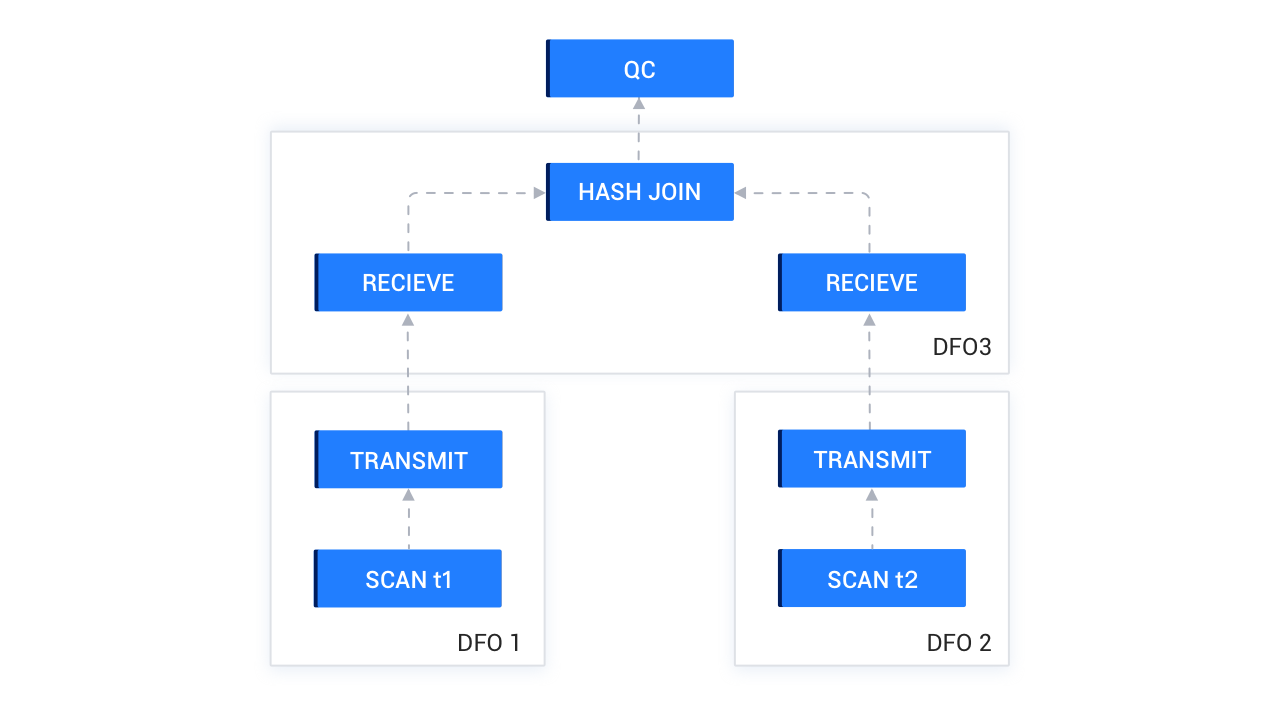 QC
HASH JOIN
RECIEVE
RECIEVE
DFO3
TRANSMIT
TRANSMIT
SCAN t1
SCAN t2
DFO 1
DFO 2